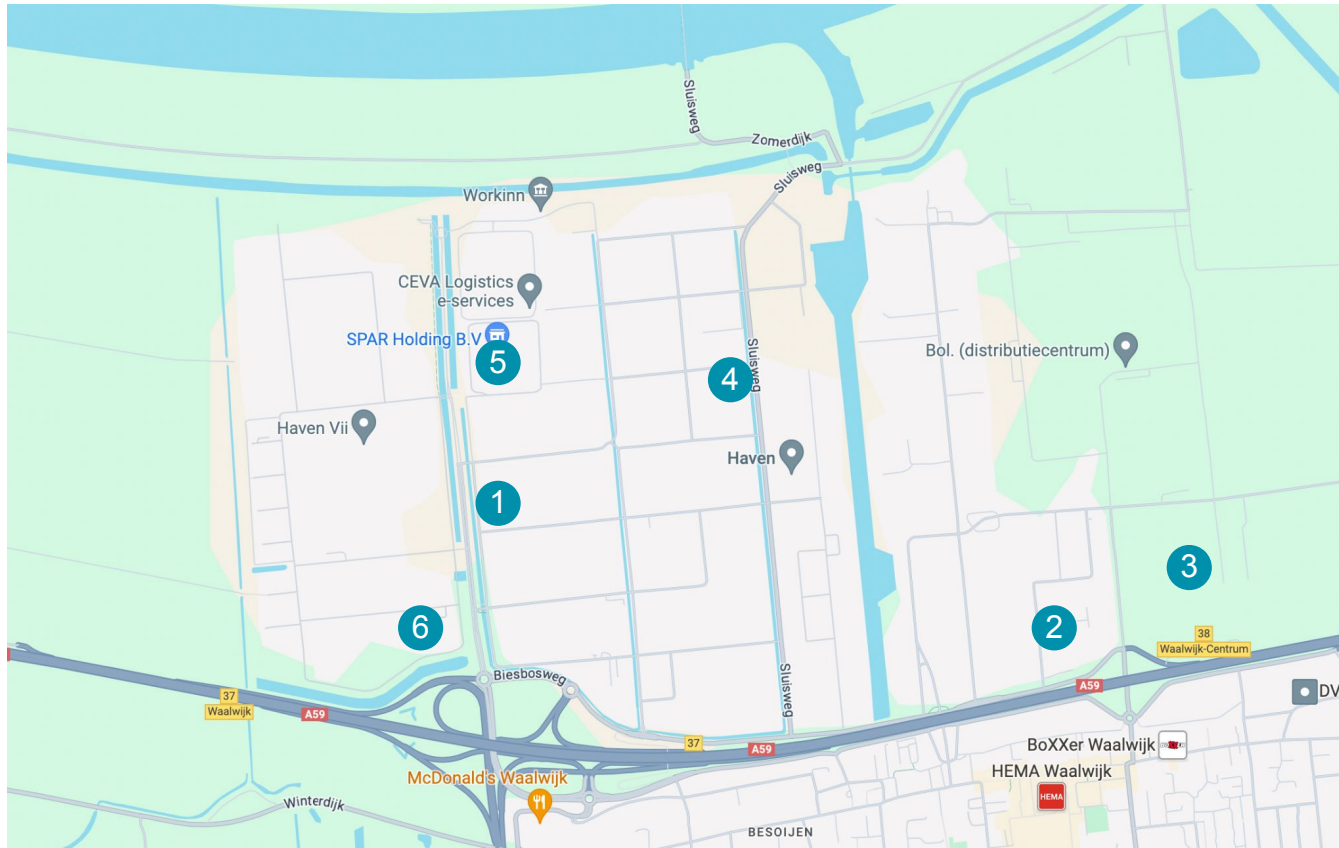 Sluisweg
Zomerdijk
Sluisweg
Workinn
CEVA Logistics
e-services
SPAR Holding B.V
5
4
Sluisweg
Bol. (distributiecentrum)
Haven Vii
Haven
1
3
6
2
38
Waalwijk-Centrum
Biesbosweg
Sluisweg
37
Waalwijk
A59
A59
DV
37
A59
BoXXer Waalwijk
HEMA Waalwijk
HEMA
McDonald's Waalwijk
Winterdijk
BESOIJEN